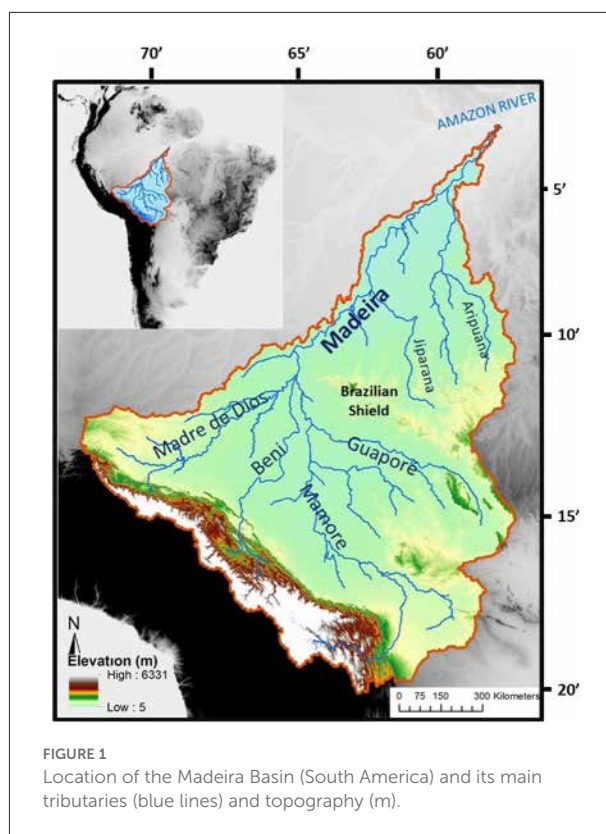 70′ 65′ 60′
AMAZON RIVER
5′
Madeira
10′
Aripuana
Jiparana
Brazilian
Shield
Madre de Dios
Beni
Guaporé
Mamore
15′
N
Elevation (m)
High : 6331
Low : 5
0 75 150 300 Kilometers
20′
FIGURE 1
Location of the Madeira Basin (South America) and its main
tributaries (blue lines) and topography (m).